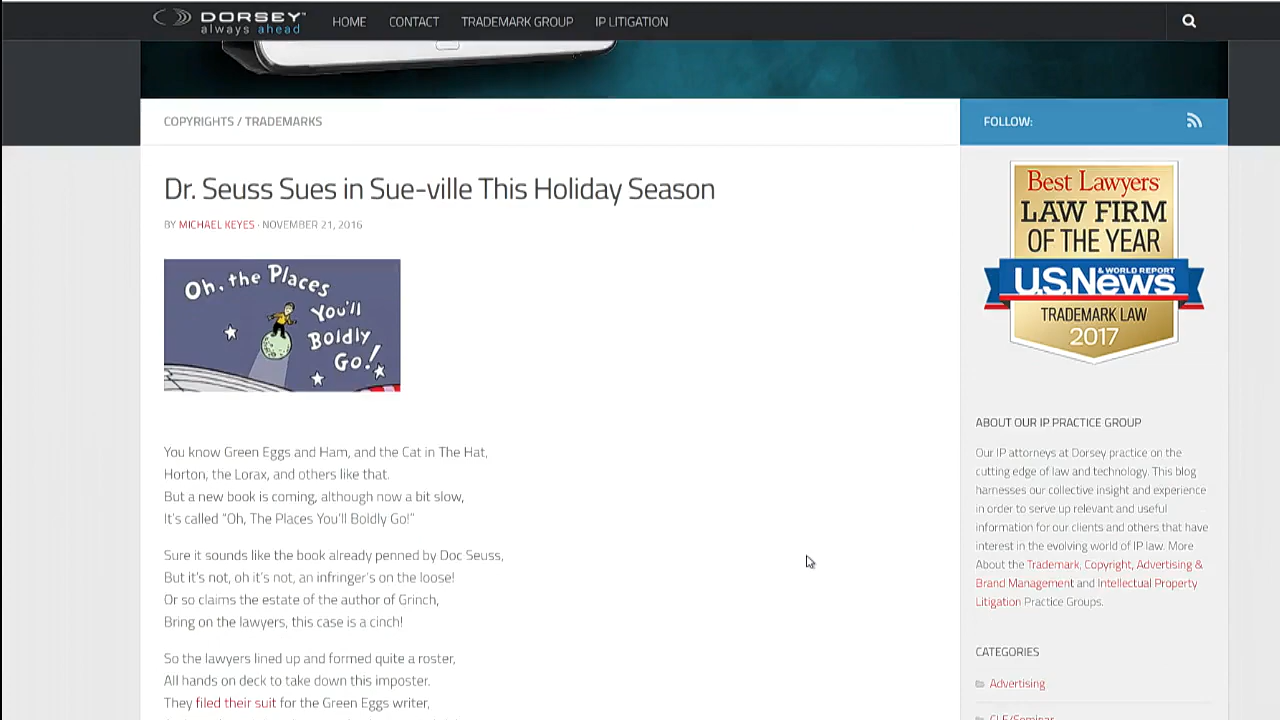 DORSEY™
always ahead
HOME
CONTACT
TRADEMARK GROUP
IP LITIGATION
COPYRIGHTS / TRADEMARKS
Dr. Seuss Sues in Sue-ville This Holiday Season
BY MICHAEL KEYES · NOVEMBER 21, 2016
Oh, the Places
You'll
Boldly
Go!
You know Green Eggs and Ham, and the Cat in The Hat,
Horton, the Lorax, and others like that.
But a new book is coming, although now a bit slow,
It's called “Oh, The Places You'll Boldly Go!”
Sure it sounds like the book already penned by Doc Seuss,
But it's not, oh it's not, an infringer's on the loose!
Or so claims the estate of the author of Grinch,
Bring on the lawyers, this case is a cinch!
So the lawyers lined up and formed quite a roster,
All hands on deck to take down this imposter.
They filed their suit for the Green Eggs writer,
FOLLOW:
Best Lawyers
LAW FIRM
OF THE YEAR
U.S.News & WORLD REPORT
TRADEMARK LAW
2017
ABOUT OUR IP PRACTICE GROUP
Our IP attorneys at Dorsey practice on the
cutting edge of law and technology. This blog
harnesses our collective insight and experience
in order to serve up relevant and useful
information for our clients and others that have
interest in the evolving world of IP law. More
About the Trademark, Copyright, Advertising &
Brand Management and Intellectual Property
Litigation Practice Groups.
CATEGORIES
Advertising
CLE/Seminar